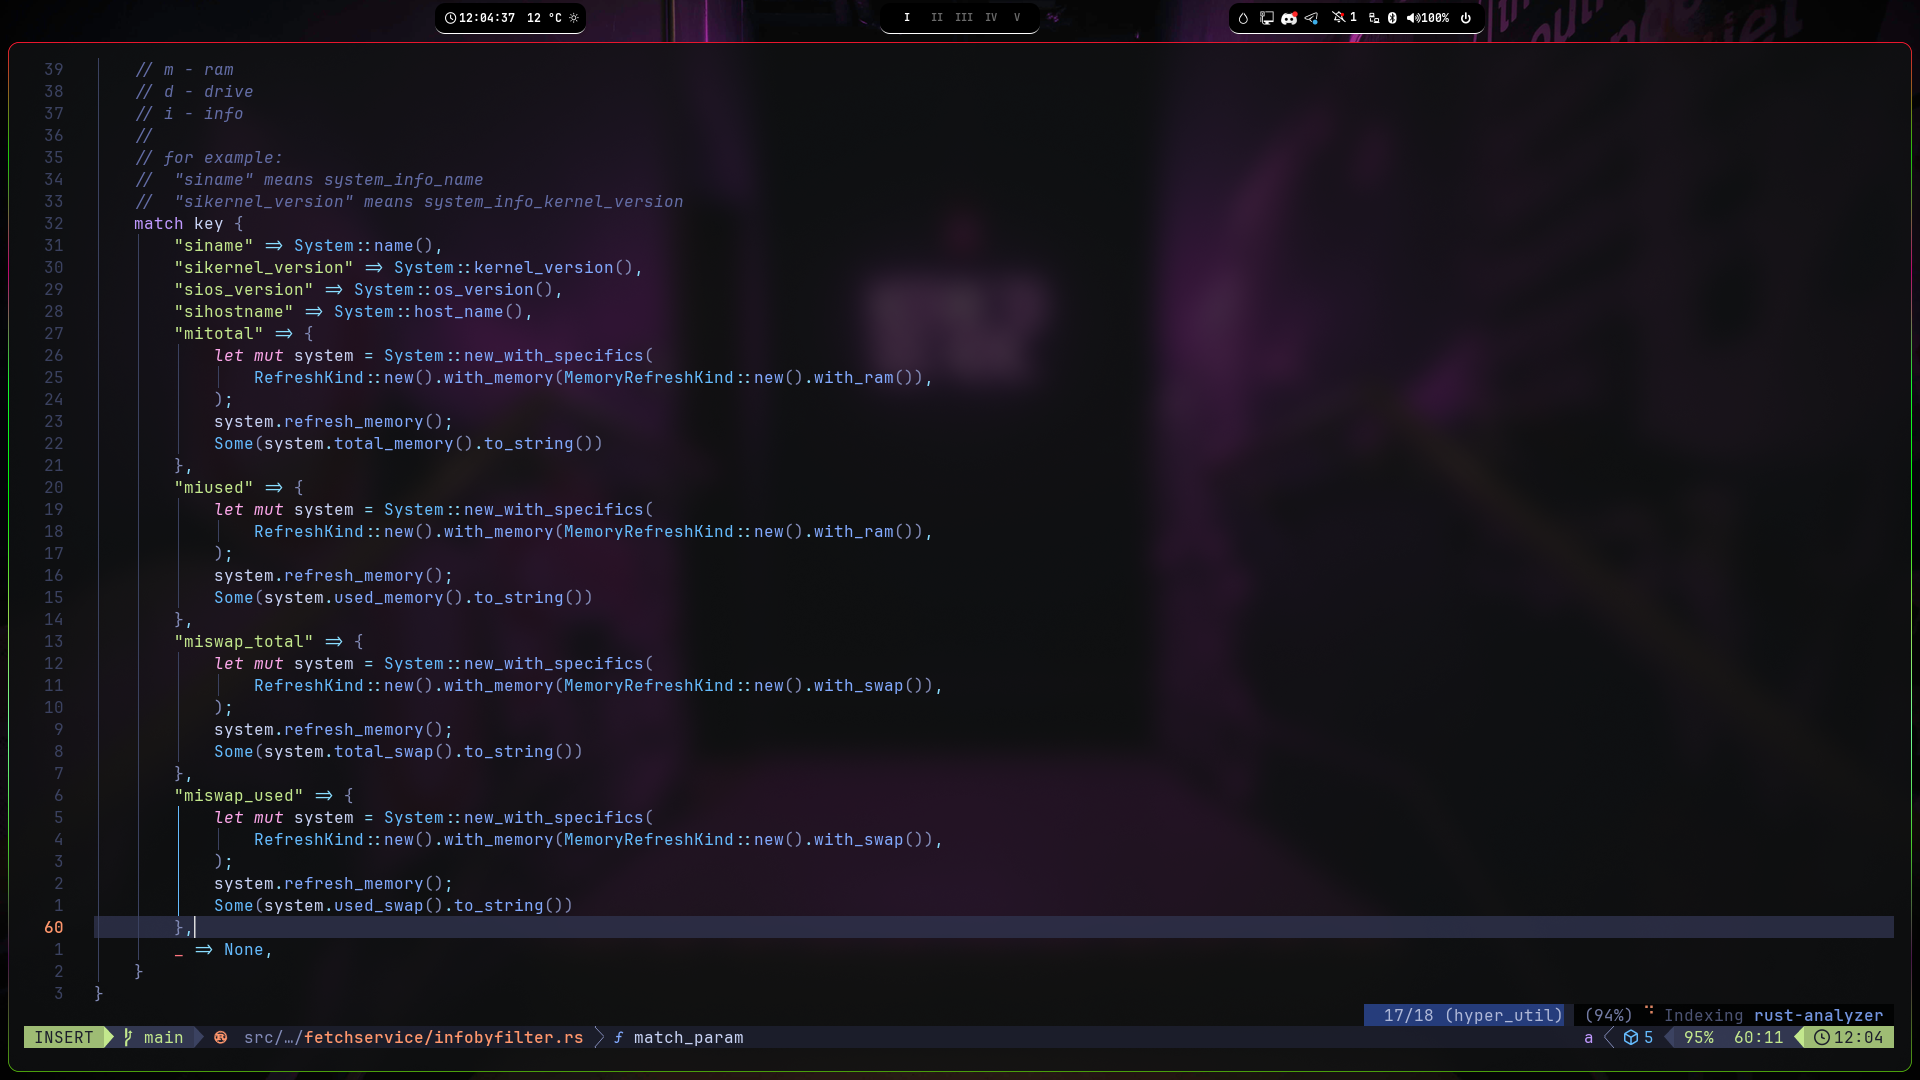 12:04:37 12 °C
I II III IV V
1 100%
39 // m - ram
38 // d - drive
37 // i - info
36 //
35 // for example:
34 //  "siname" means system_info_name
33 //  "sikernel_version" means system_info_kernel_version
32 match key {
31 "siname" => System::name(),
30 "sikernel_version" => System::kernel_version(),
29 "sios_version" => System::os_version(),
28 "sihostname" => System::host_name(),
27 "mitotal" => {
26 let mut system = System::new_with_specifics(
25 RefreshKind::new().with_memory(MemoryRefreshKind::new().with_ram()),
24 );
23 system.refresh_memory();
22 Some(system.total_memory().to_string())
21 },
20 "miused" => {
19 let mut system = System::new_with_specifics(
18 RefreshKind::new().with_memory(MemoryRefreshKind::new().with_ram()),
17 );
16 system.refresh_memory();
15 Some(system.used_memory().to_string())
14 },
13 "miswap_total" => {
12 let mut system = System::new_with_specifics(
11 RefreshKind::new().with_memory(MemoryRefreshKind::new().with_swap()),
10 );
9 system.refresh_memory();
8 Some(system.total_swap().to_string())
7 },
6 "miswap_used" => {
5 let mut system = System::new_with_specifics(
4 RefreshKind::new().with_memory(MemoryRefreshKind::new().with_swap()),
3 );
2 system.refresh_memory();
1 Some(system.used_swap().to_string())
60 },
1 _ => None,
2 }
3 }
17/18 (hyper_util) (94%) Indexing rust-analyzer
INSERT main src/…/fetchservice/infobyfilter.rs f match_param a 5 95% 60:11 12:04